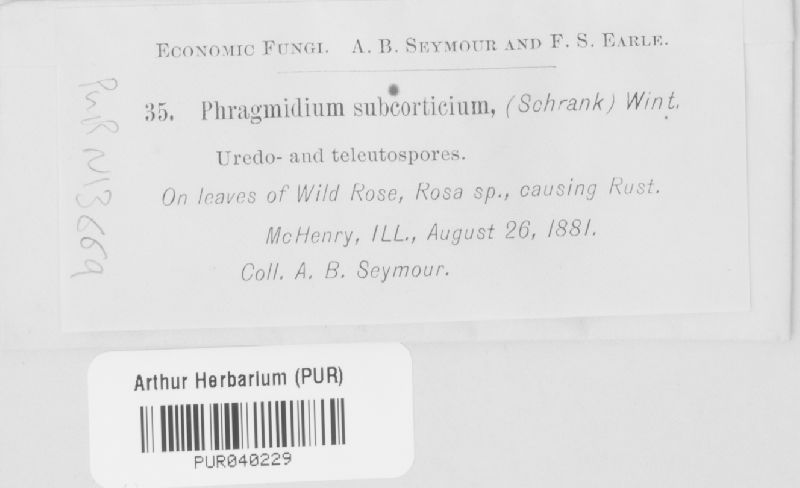 ECONOMIC FUNGI. A. B. SEYMOUR AND F. S. EARLE.
35. Phragmidium subcorticium, (Schrank) Wint.
Uredo- and teleutospores.
On leaves of Wild Rose, Rosa sp., causing Rust.
McHenry, ILL., August 26, 1881.
Coll. A. B. Seymour.
PUR N13669
Arthur Herbarium (PUR)
PUR040229